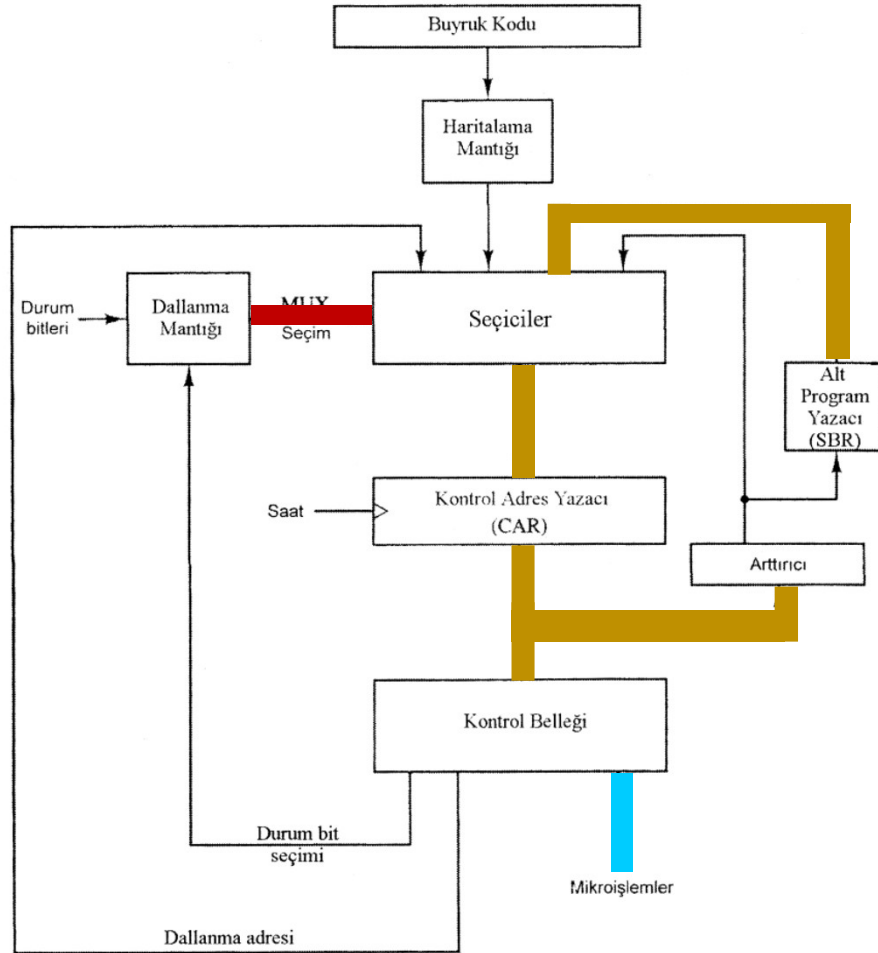 Buyruk Kodu
Haritalama
Mantığı
Durum
bitleri
Dallanma
Mantığı
MUX
Seçim
Seçiciler
Alt
Program
Yazacı
(SBR)
Saat
Kontrol Adres Yazacı
(CAR)
Arttırıcı
Kontrol Belleği
Durum bit
seçimi
Mikroişlemler
Dallanma adresi